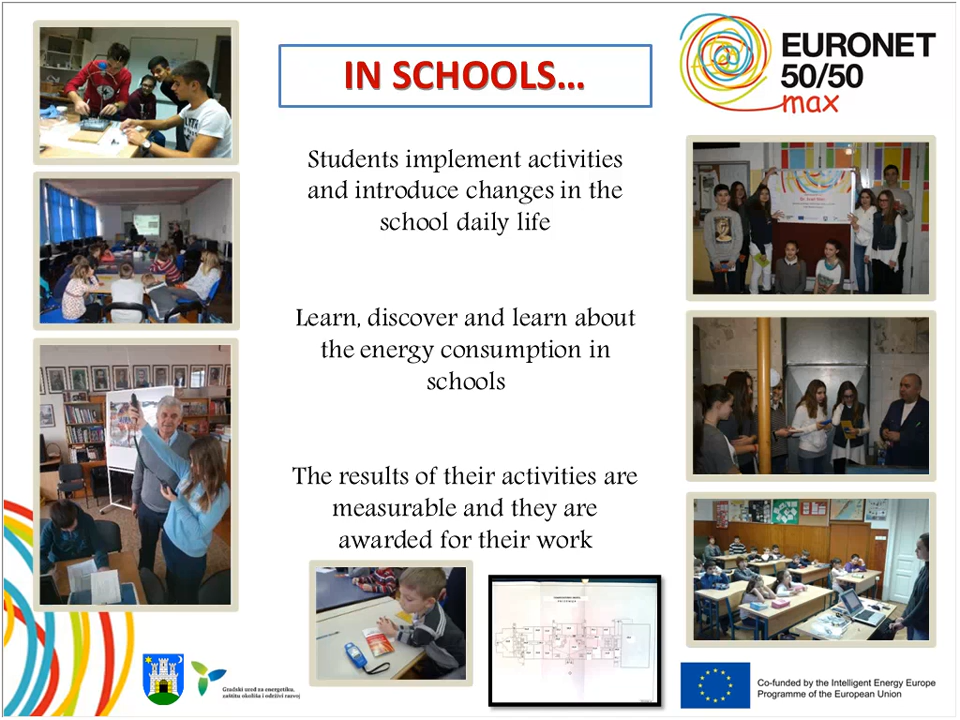 IN SCHOOLS...
EURONET
50/50
max
Students implement activities
and introduce changes in the
school daily life
Learn, discover and learn about
the energy consumption in
schools
The results of their activities are
measurable and they are
awarded for their work
Gradski ured za energetiku,
zaštitu okoliša i održivi razvoj
Co-funded by the Intelligent Energy Europe
Programme of the European Union